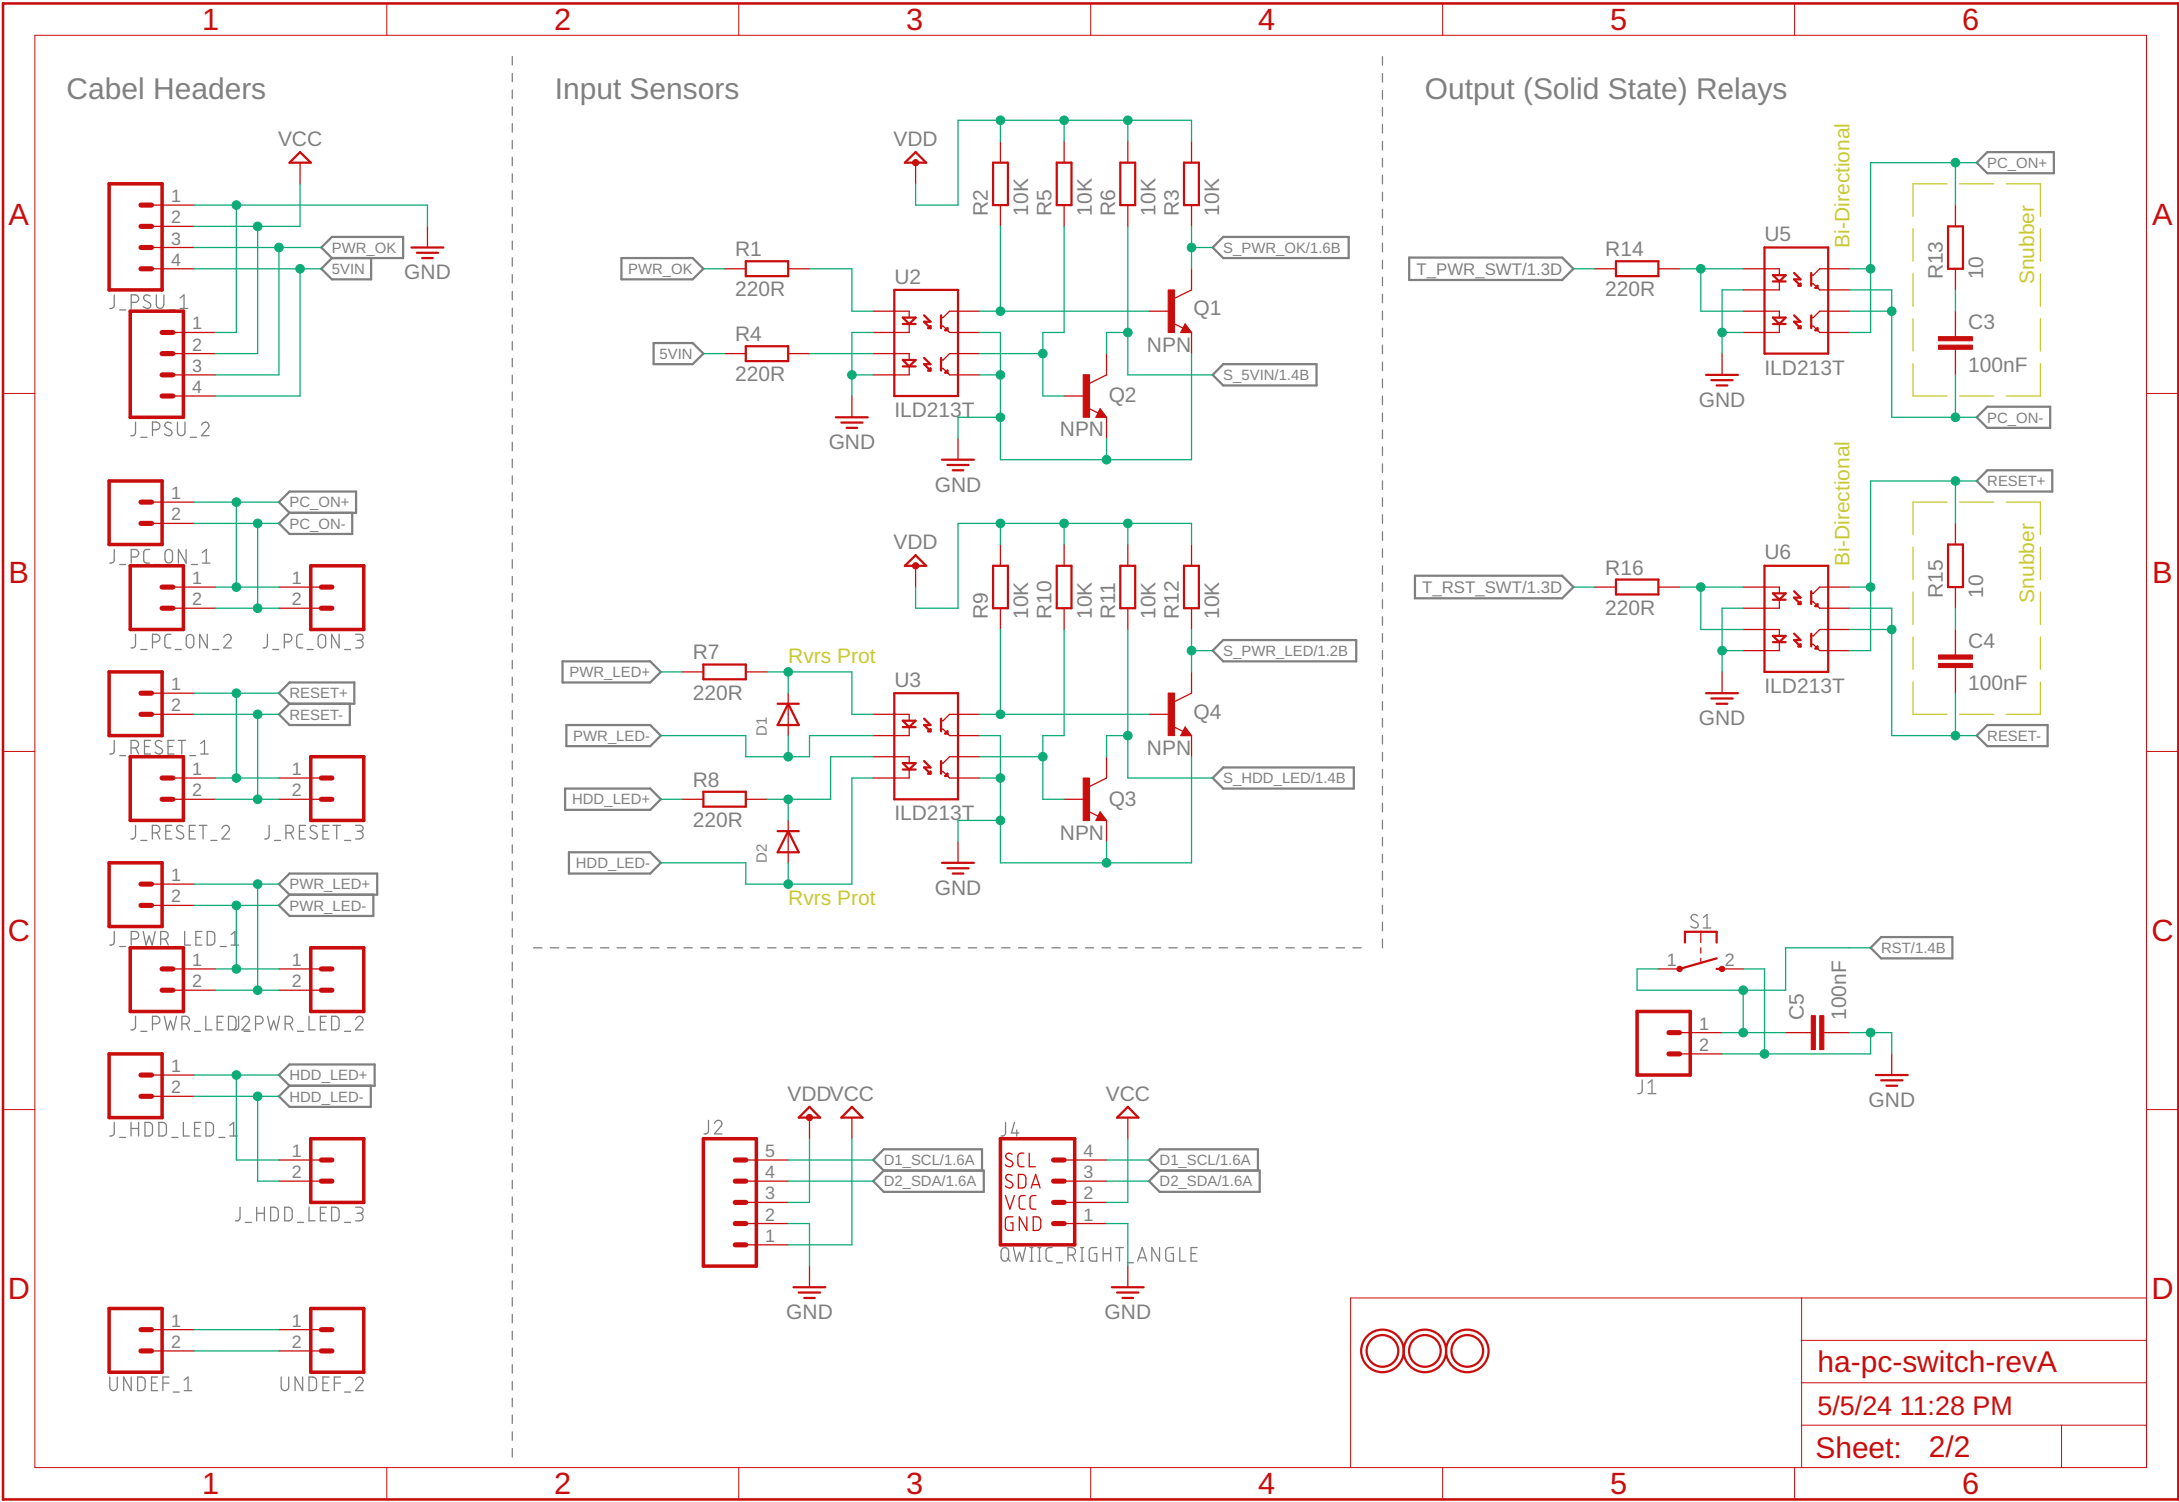 1 2 3 4 5 6
A
B
C
D
Cabel Headers
VCC
1
2
3
4
PWR_OK
5VIN
GND
J_PSU_1
1
2
3
4
J_PSU_2
1
2
PC_ON+
PC_ON-
J_PC_ON_1
1
2
J_PC_ON_2
1
2
J_PC_ON_3
1
2
RESET+
RESET-
J_RESET_1
1
2
J_RESET_2
1
2
J_RESET_3
1
2
PWR_LED+
PWR_LED-
J_PWR_LED_1
1
2
J_PWR_LED
1
2
J_PWR_LED_2
1
2
HDD_LED+
HDD_LED-
J_HDD_LED_1
1
2
J_HDD_LED_3
1
2
UNDEF_1
1
2
UNDEF_2
Input Sensors
VDD
R2
10K
R5
10K
R6
10K
R3
10K
S_PWR_OK/1.6B
PWR_OK
R1
220R
5VIN
R4
220R
U2
ILD213T
GND
GND
Q1
NPN
Q2
NPN
S_5VIN/1.4B
VDD
R9
10K
R10
10K
R11
10K
R12
10K
S_PWR_LED/1.2B
PWR_LED+
R7
220R
Rvrs Prot
D1
PWR_LED-
HDD_LED+
R8
220R
D2
HDD_LED-
Rvrs Prot
U3
ILD213T
GND
Q4
NPN
Q3
NPN
S_HDD_LED/1.4B
VDD
VCC
J2
5
4
3
2
1
D1_SCL/1.6A
D2_SDA/1.6A
GND
VCC
J4
SCL
SDA
VCC
GND
4
3
2
1
D1_SCL/1.6A
D2_SDA/1.6A
QWIIC_RIGHT_ANGLE
GND
Output (Solid State) Relays
T_PWR_SWT/1.3D
R14
220R
U5
ILD213T
GND
Bi-Directional
PC_ON+
R13
10
Snubber
C3
100nF
PC_ON-
T_RST_SWT/1.3D
R16
220R
U6
ILD213T
GND
Bi-Directional
RESET+
R15
10
Snubber
C4
100nF
RESET-
S1
1
2
RST/1.4B
C5
100nF
1
2
J1
GND
ha-pc-switch-revA
5/5/24 11:28 PM
Sheet: 2/2
A
B
C
D
1 2 3 4 5 6